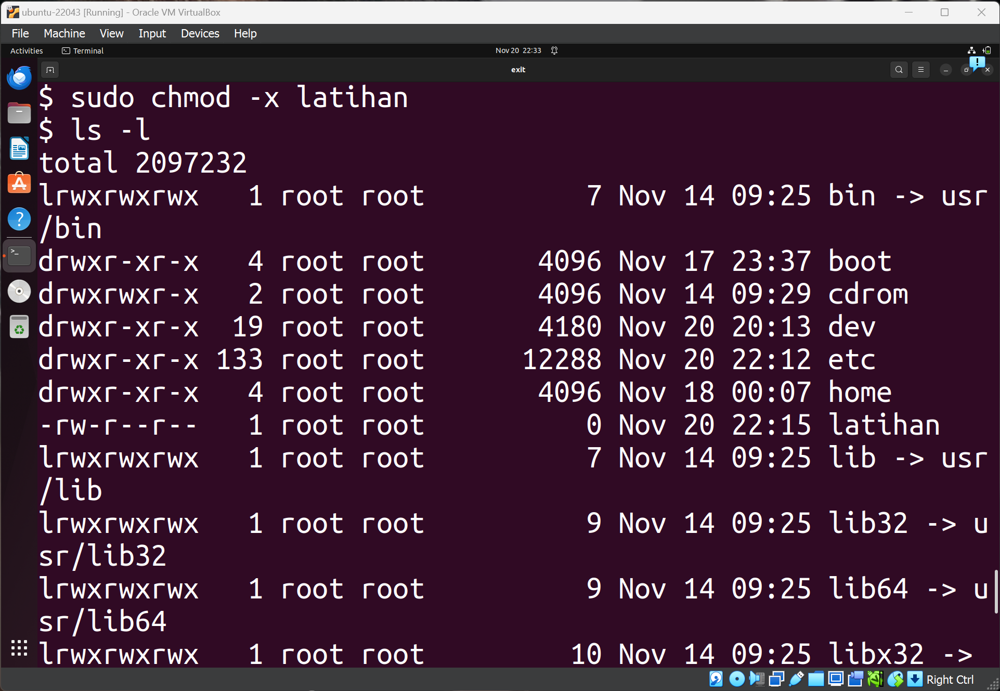 ubuntu-22043 [Running] - Oracle VM VirtualBox
File Machine View Input Devices Help
Activities Terminal Nov 20 22:33
exit
$ sudo chmod -x latihan
$ ls -l
total 2097232
lrwxrwxrwx   1 root root          7 Nov 14 09:25 bin -> usr
/bin
drwxr-xr-x   4 root root       4096 Nov 17 23:37 boot
drwxrwxr-x   2 root root       4096 Nov 14 09:29 cdrom
drwxr-xr-x  19 root root       4180 Nov 20 20:13 dev
drwxr-xr-x 133 root root      12288 Nov 20 22:12 etc
drwxr-xr-x   4 root root       4096 Nov 18 00:07 home
-rw-r--r--   1 root root          0 Nov 20 22:15 latihan
lrwxrwxrwx   1 root root          7 Nov 14 09:25 lib -> usr
/lib
lrwxrwxrwx   1 root root          9 Nov 14 09:25 lib32 -> u
sr/lib32
lrwxrwxrwx   1 root root          9 Nov 14 09:25 lib64 -> u
sr/lib64
lrwxrwxrwx   1 root root         10 Nov 14 09:25 libx32 ->
Right Ctrl